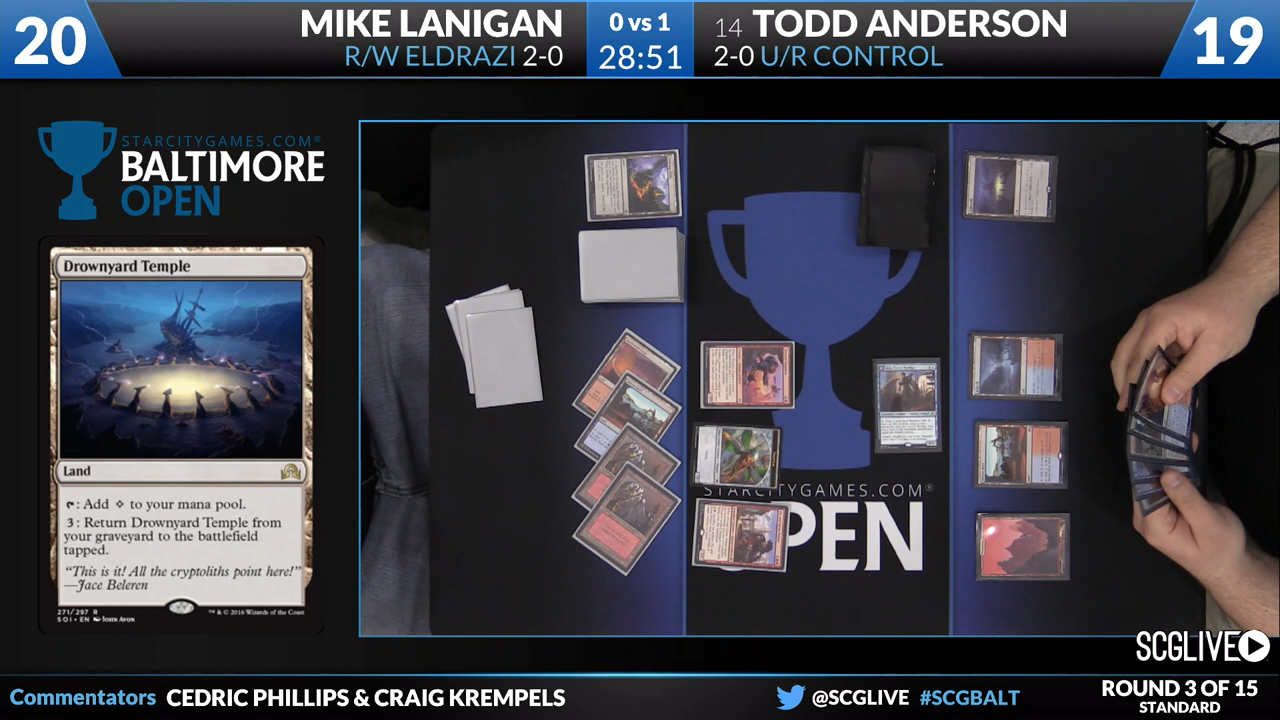 20
MIKE LANIGAN
R/W ELDRAZI 2-0
0 vs 1
28:51
14 TODD ANDERSON
2-0 U/R CONTROL
19
STARCITYGAMES.COM®
BALTIMORE
OPEN
Drownyard Temple
Land
T: Add ◇ to your mana pool.
3: Return Drownyard Temple from
your graveyard to the battlefield
tapped.
"This is it! All the cryptoliths point here!"
—Jace Beleren
271/297 R
SOI • EN JOHN AVON
™ & © 2016 Wizards of the Coast
STARCITYGAMES.COM®
OPEN
SCGLIVE
Commentators CEDRIC PHILLIPS & CRAIG KREMPELS
@SCGLIVE #SCGBALT
ROUND 3 OF 15
STANDARD